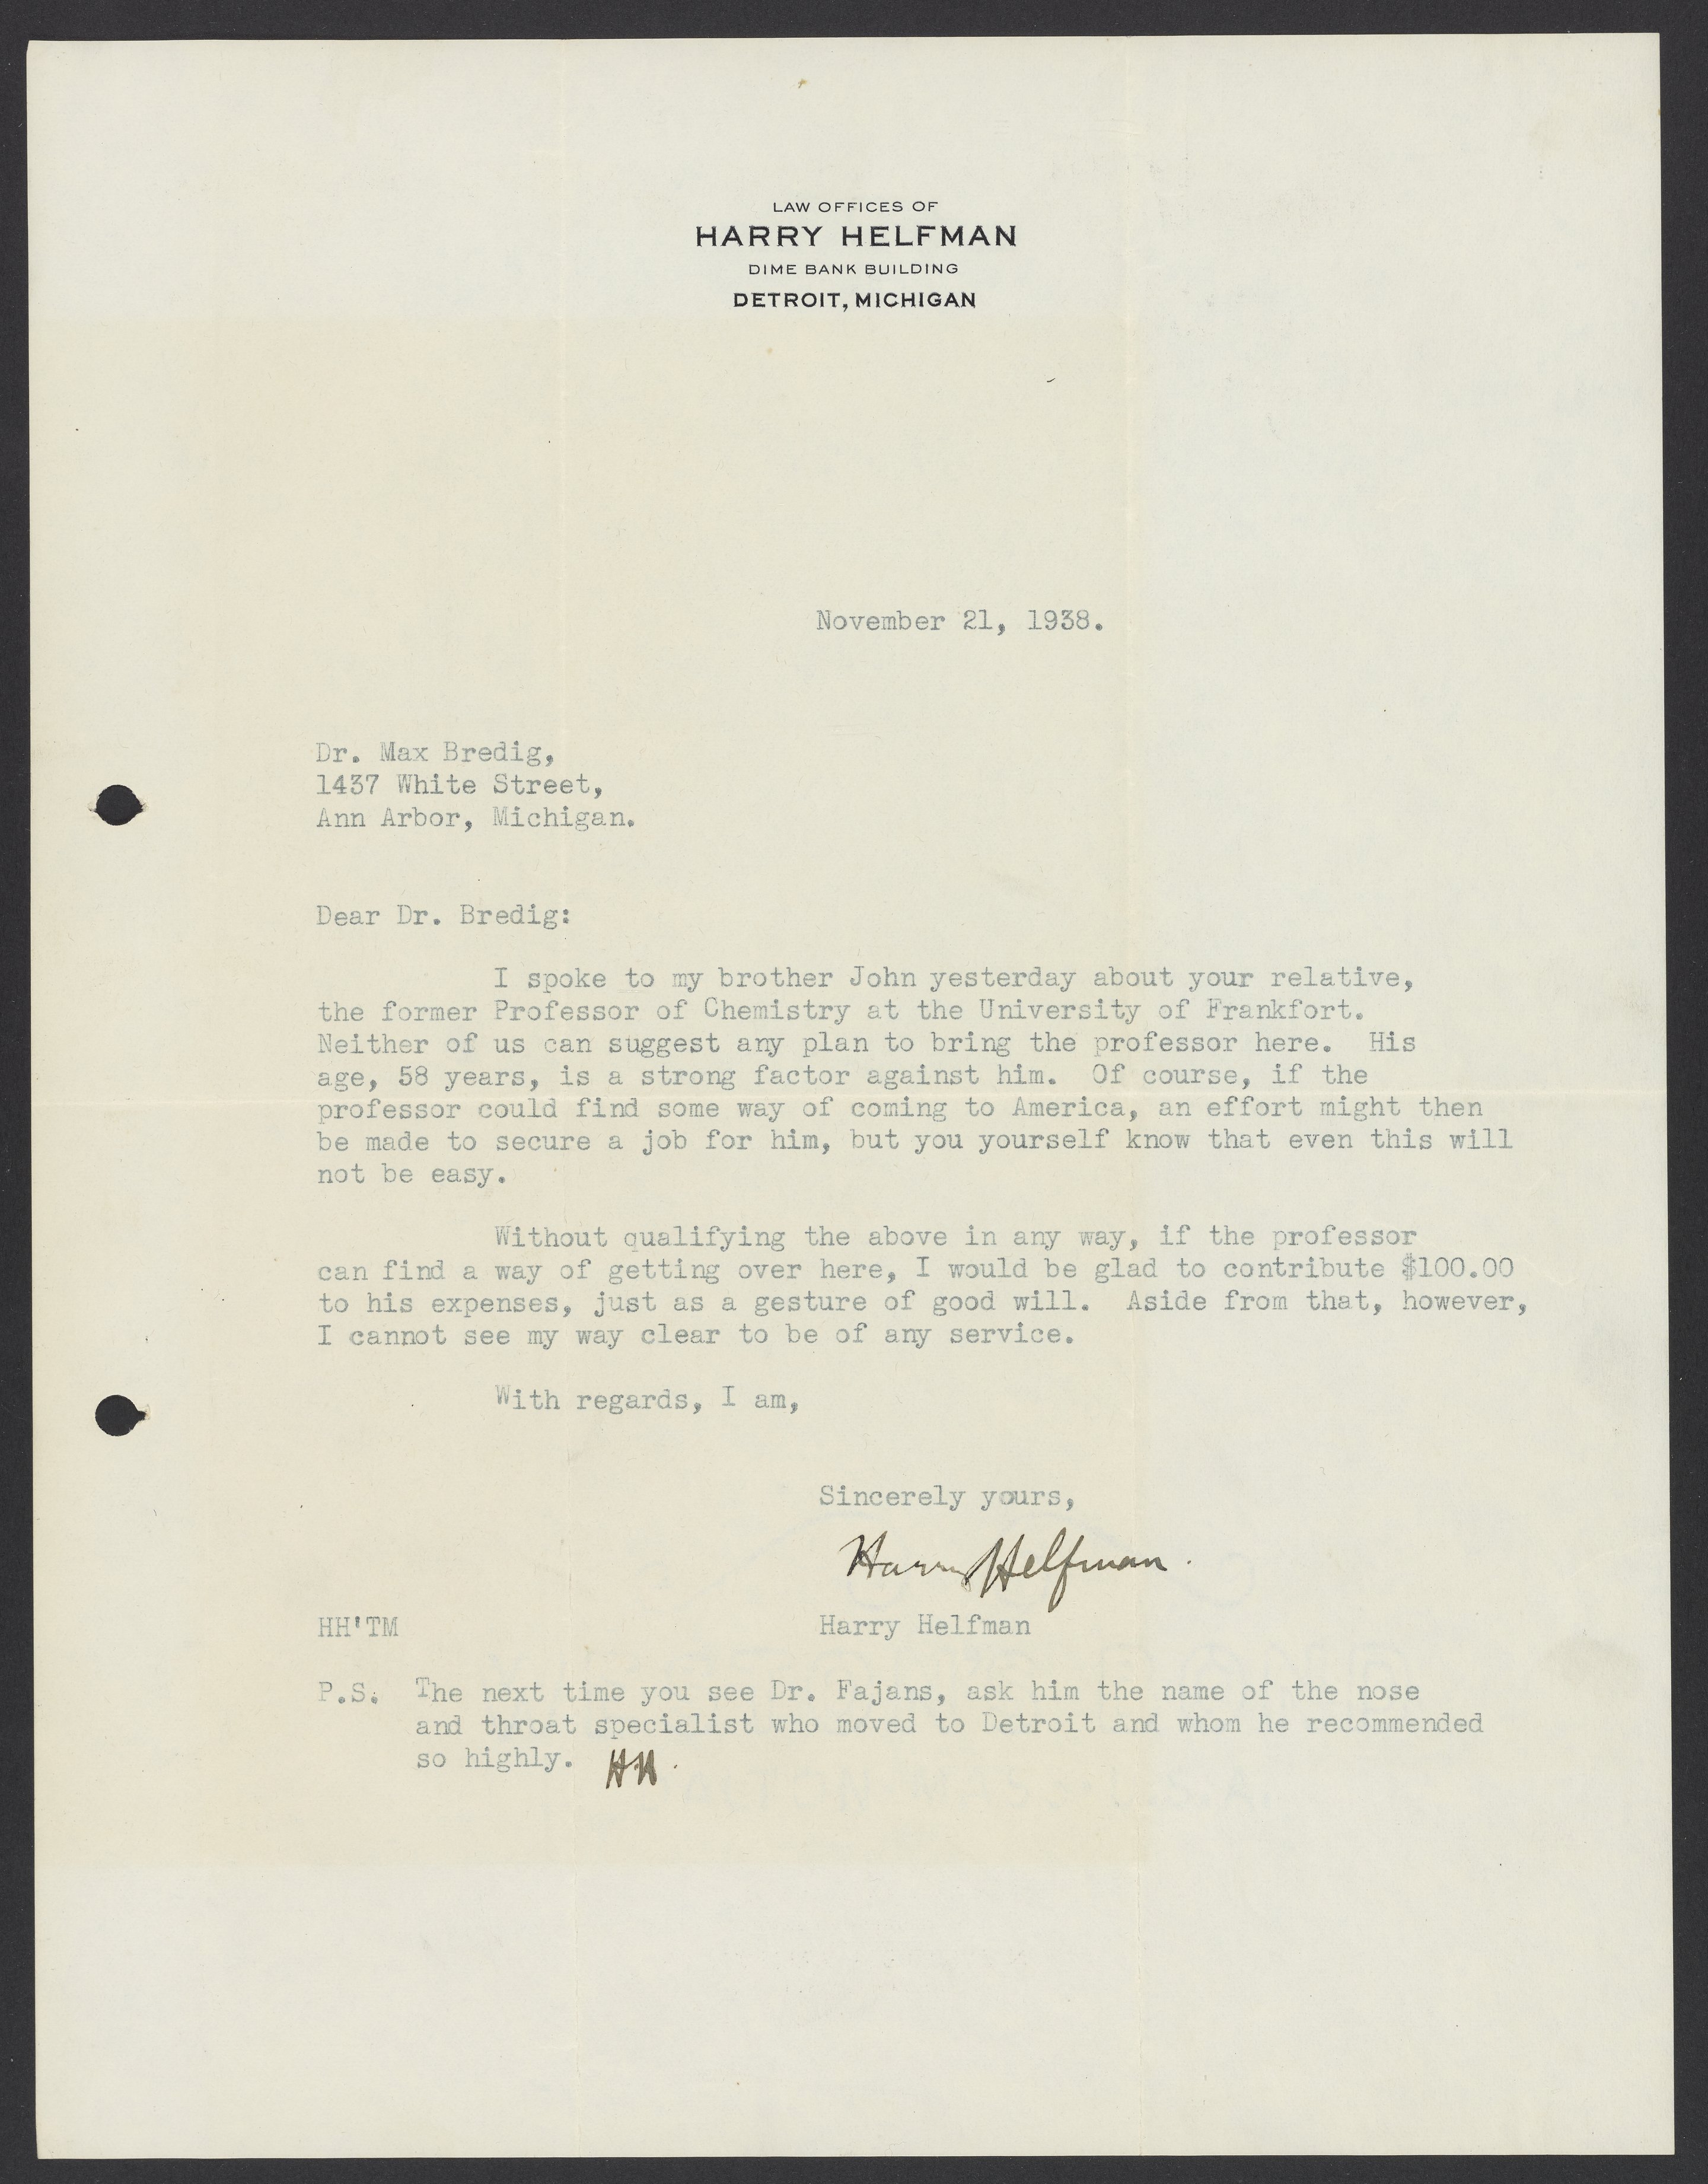 LAW OFFICES OF
HARRY HELFMAN
DIME BANK BUILDING
DETROIT, MICHIGAN
November 21, 1938.
Dr. Max Bredig,
1437 White Street,
Ann Arbor, Michigan.
Dear Dr. Bredig:
I spoke to my brother John yesterday about your relative,
the former Professor of Chemistry at the University of Frankfort.
Neither of us can suggest any plan to bring the professor here. His
age, 58 years, is a strong factor against him. Of course, if the
professor could find some way of coming to America, an effort might then
be made to secure a job for him, but you yourself know that even this will
not be easy.
Without qualifying the above in any way, if the professor
can find a way of getting over here, I would be glad to contribute $100.00
to his expenses, just as a gesture of good will. Aside from that, however,
I cannot see my way clear to be of any service.
With regards, I am,
Sincerely yours,
Harry Helfman.
HH'TM Harry Helfman
P.S. The next time you see Dr. Fajans, ask him the name of the nose
and throat specialist who moved to Detroit and whom he recommended
so highly. HH.